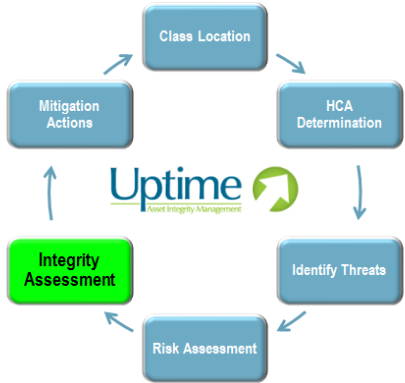 Class Location
HCA
Determination
Identify Threats
Risk Assessment
Integrity
Assessment
Mitigation
Actions
Uptime
Asset Integrity Management